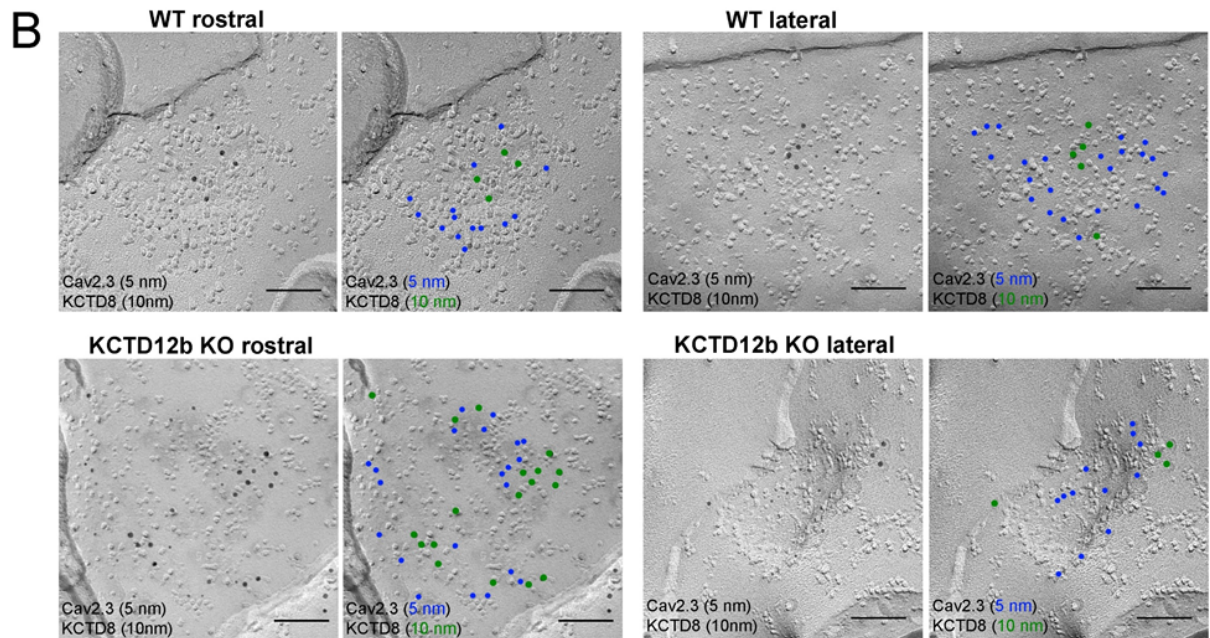 B
WT rostral
WT lateral
Cav2.3 (5 nm)
KCTD8 (10nm)
Cav2.3 (5 nm)
KCTD8 (10 nm)
Cav2.3 (5 nm)
KCTD8 (10nm)
Cav2.3 (5 nm)
KCTD8 (10 nm)
KCTD12b KO rostral
KCTD12b KO lateral
Cav2.3 (5 nm)
KCTD8 (10nm)
Cav2.3 (5 nm)
KCTD8 (10 nm)
Cav2.3 (5 nm)
KCTD8 (10nm)
Cav2.3 (5 nm)
KCTD8 (10 nm)